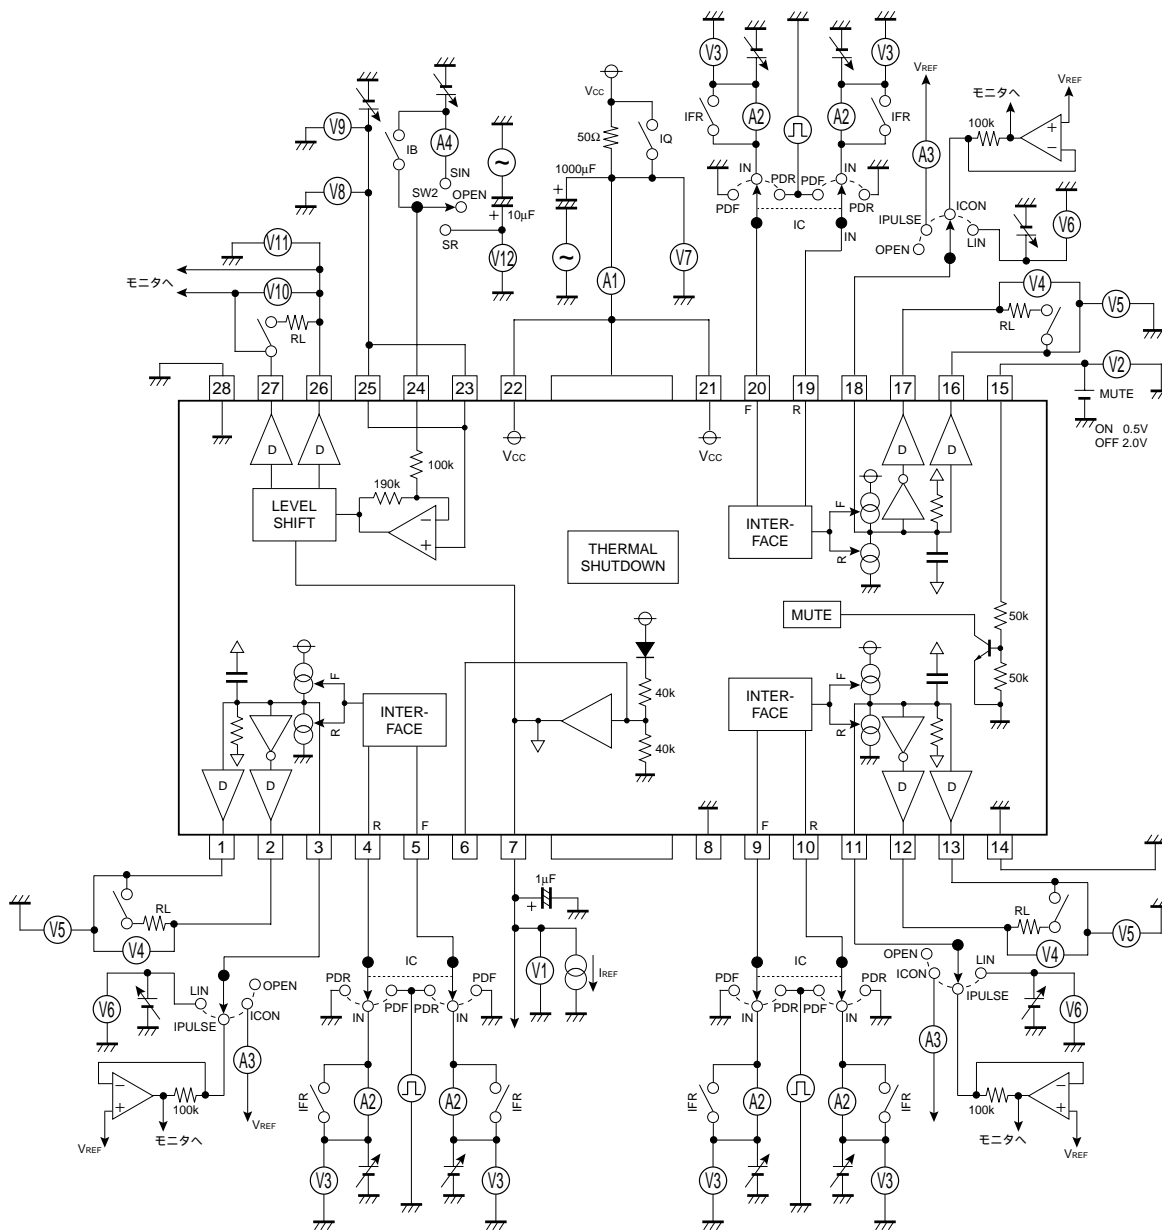 V3
V3
VCC
50Ω
IQ
1000µF
+
A1
V7
IFR
A2
A2
IFR
IN
IN
PDF
PDR
PDF
PDR
IC
IN
VREF
VREF
モニタへ
100k
A3
+
−
ICON
IPULSE
OPEN
LIN
V6
V9
V8
IB
A4
SIN
SW2
OPEN
+
10µF
SR
V12
V11
モニタへ
V10
RL
V4
RL
V5
V2
MUTE
ON 0.5V
OFF 2.0V
28
27
26
25
24
23
22
21
20
19
18
17
16
15
F
R
D
D
VCC
VCC
D
D
100k
190k
LEVEL
SHIFT
−
+
INTER-
FACE
F
R
THERMAL
SHUTDOWN
MUTE
50k
50k
F
R
INTER-
FACE
40k
40k
INTER-
FACE
F
R
D
D
D
D
R
F
F
R
1
2
3
4
5
6
7
8
9
10
11
12
13
14
V5
RL
V4
1µF
+
V1
IREF
RL
V4
V5
V6
LIN
OPEN
IPULSE
ICON
A3
−
+
100k
VREF
モニタへ
VREF
IC
PDR
PDF
PDR
PDF
IN
IN
IFR
A2
A2
IFR
V3
V3
IC
PDF
PDR
PDF
PDR
IN
IN
IFR
A2
A2
IFR
V3
V3
OPEN
ICON
LIN
IPULSE
A3
V6
100k
−
+
モニタへ
VREF